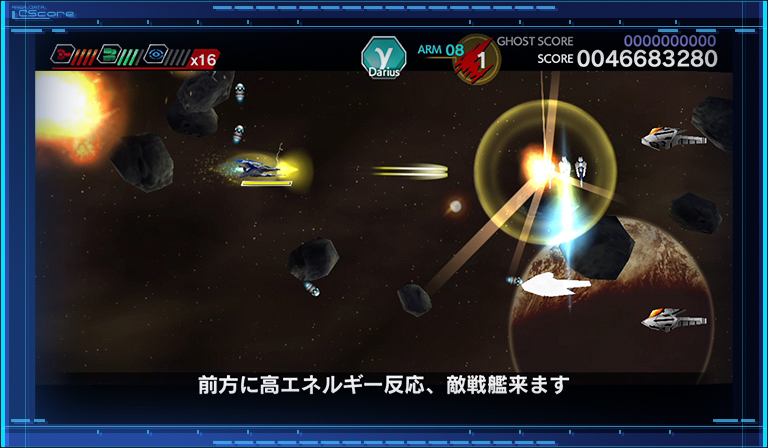 CScore
x16
γ
Darius
ARM 08
1
GHOST SCORE 0000000000
SCORE 0046683280
前方に高エネルギー反応、敵戦艦来ます